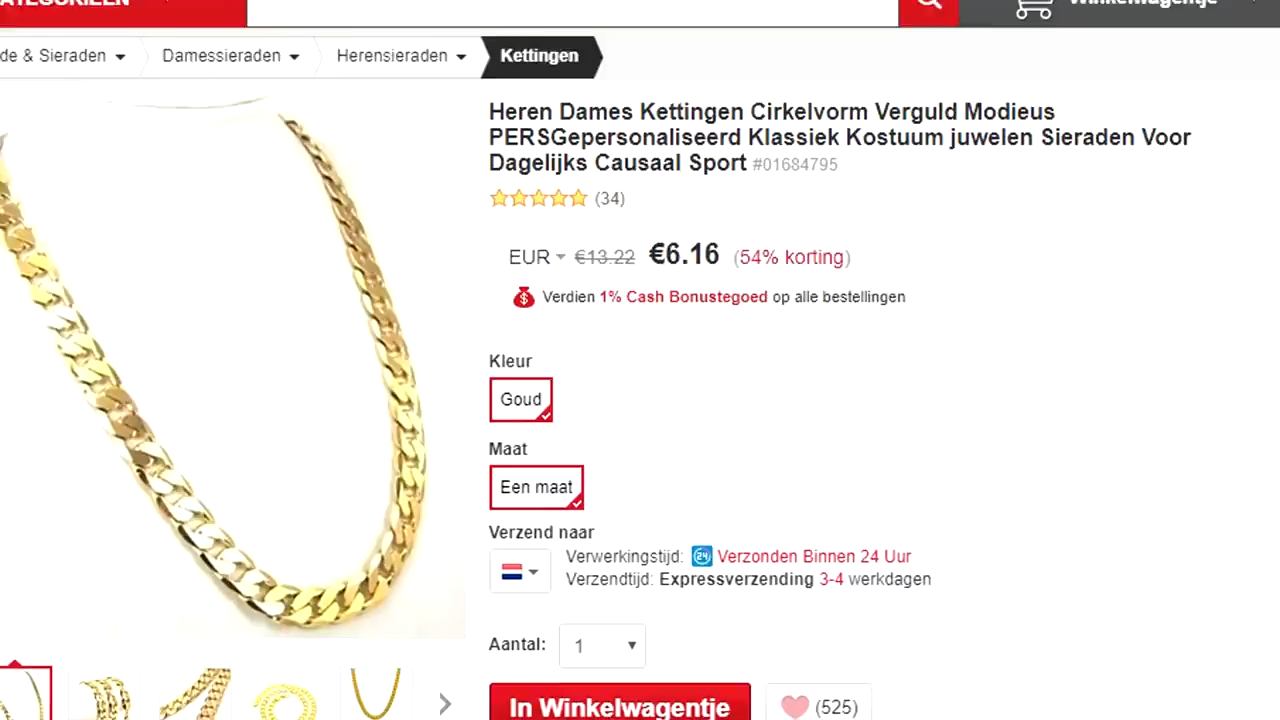 Winkelwagentje
de & Sieraden
Damessieraden
Herensieraden
Kettingen
Heren Dames Kettingen Cirkelvorm Verguld Modieus
PERSGepersonaliseerd Klassiek Kostuum juwelen Sieraden Voor
Dagelijks Causaal Sport #01684795
(34)
EUR €13.22 €6.16 (54% korting)
Verdien 1% Cash Bonustegoed op alle bestellingen
Kleur
Goud
Maat
Een maat
Verzend naar
Verwerkingstijd: 24 Verzonden Binnen 24 Uur
Verzendtijd: Expressverzending 3-4 werkdagen
Aantal: 1
In Winkelwagentje (525)